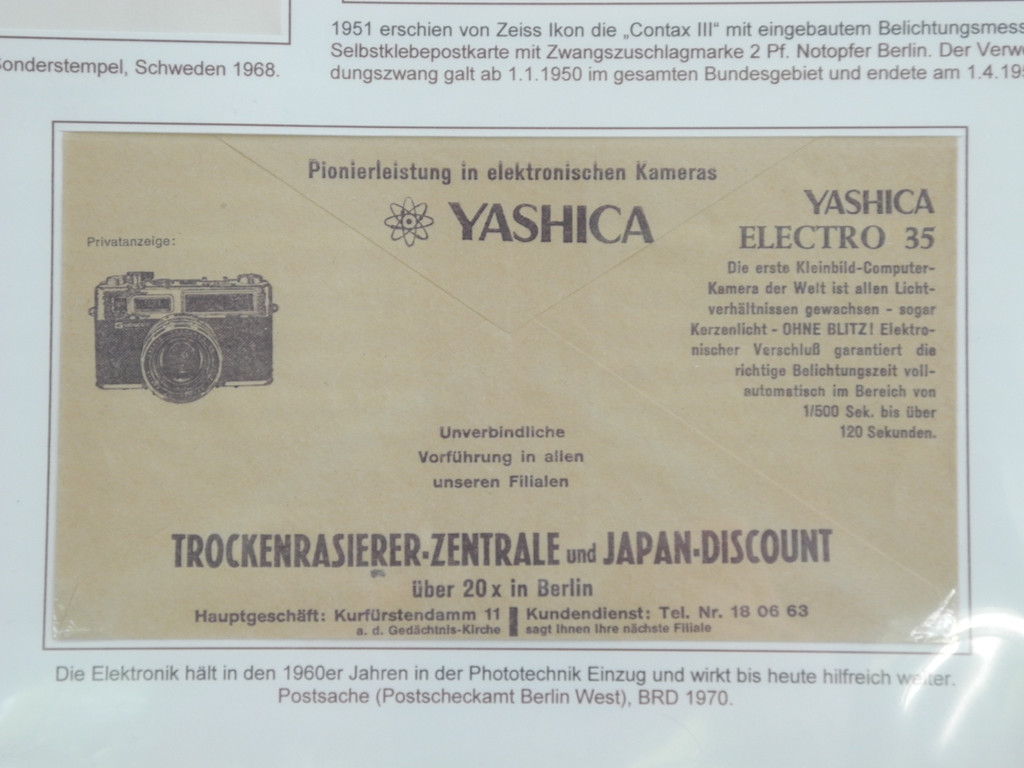 1951 erschien von Zeiss Ikon die „Contax III" mit eingebautem
Selbstklebepostkarte mit Zwangszuschlagmarke 2 Pf. Notopfer Berlin. Der
dungszwang galt ab 1.1.1950 im gesamten Bundesgebiet und endete am
Sonderstempel, Schweden 1968.
Pionierleistung in elektronischen Kameras
YASHICA
Privatanzeige:
YASHICA
ELECTRO 35
Die erste Kleinbild-Computer-
Kamera der Welt ist allen Licht-
verhältnissen gewachsen - sogar
Kerzenlicht - OHNE BLITZ! Elektro-
nischer Verschluß garantiert die
richtige Belichtungszeit voll-
automatisch im Bereich von
1/500 Sek. bis über
120 Sekunden.
Unverbindliche
Vorführung in allen
unseren Filialen
TROCKENRASIERER-ZENTRALE und JAPAN-DISCOUNT
über 20 x in Berlin
Hauptgeschäft: Kurfürstendamm 11
a. d. Gedächtnis-Kirche
Kundendienst: Tel. Nr. 18 06 63
sagt Ihnen Ihre nächste Filiale
Die Elektronik hält in den 1960er Jahren in der Phototechnik Einzug und wirkt bis heute hilfreich weiter.
Postsache (Postscheckamt Berlin West), BRD 1970.